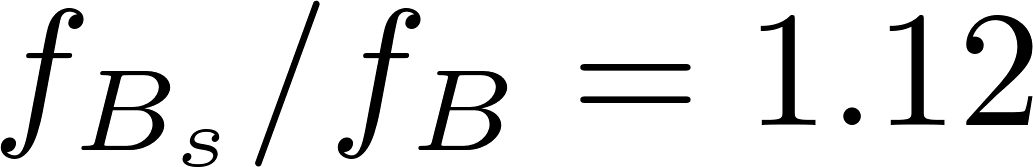 f_{B_s}/f_B = 1.12